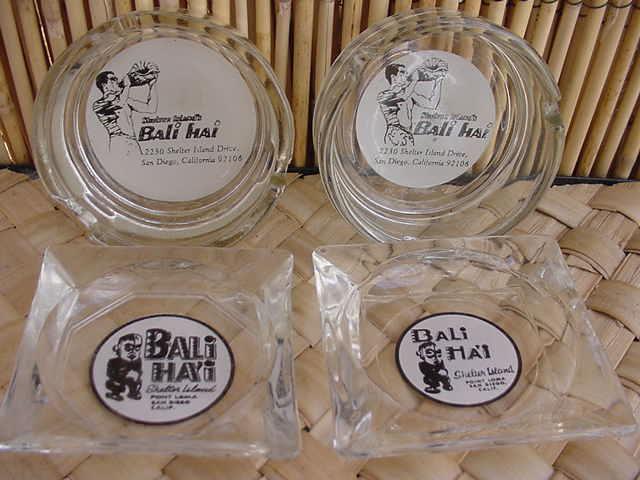 Shelter Island's
Bali Hai
2230 Shelter Island Drive,
San Diego, California 92106
Shelter Island's
Bali Hai
2230 Shelter Island Drive,
San Diego, California 92106
BALI
HA'I
Shelter Island
POINT LOMA
SAN DIEGO
CALIF.
BALI
HA'I
Shelter Island
POINT LOMA
SAN DIEGO
CALIF.